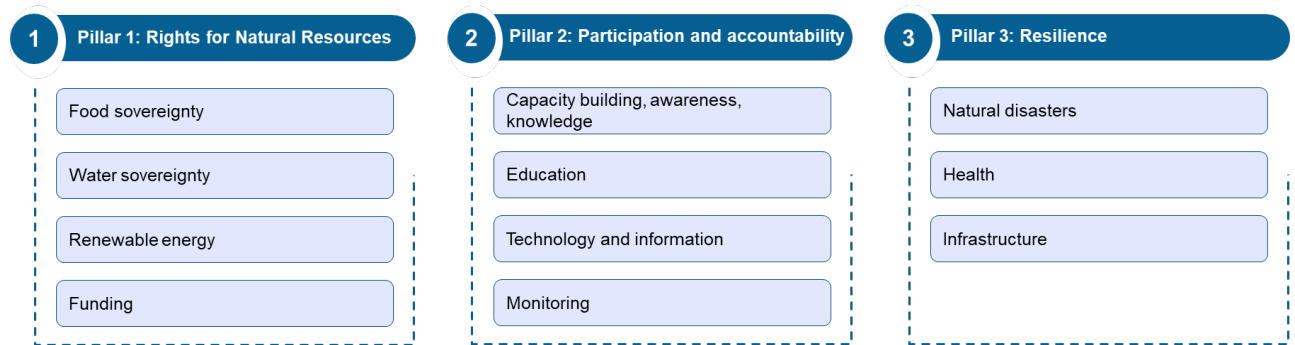 1
Pillar 1: Rights for Natural Resources
Food sovereignty
Water sovereignty
Renewable energy
Funding
2
Pillar 2: Participation and accountability
Capacity building, awareness,
knowledge
Education
Technology and information
Monitoring
3
Pillar 3: Resilience
Natural disasters
Health
Infrastructure